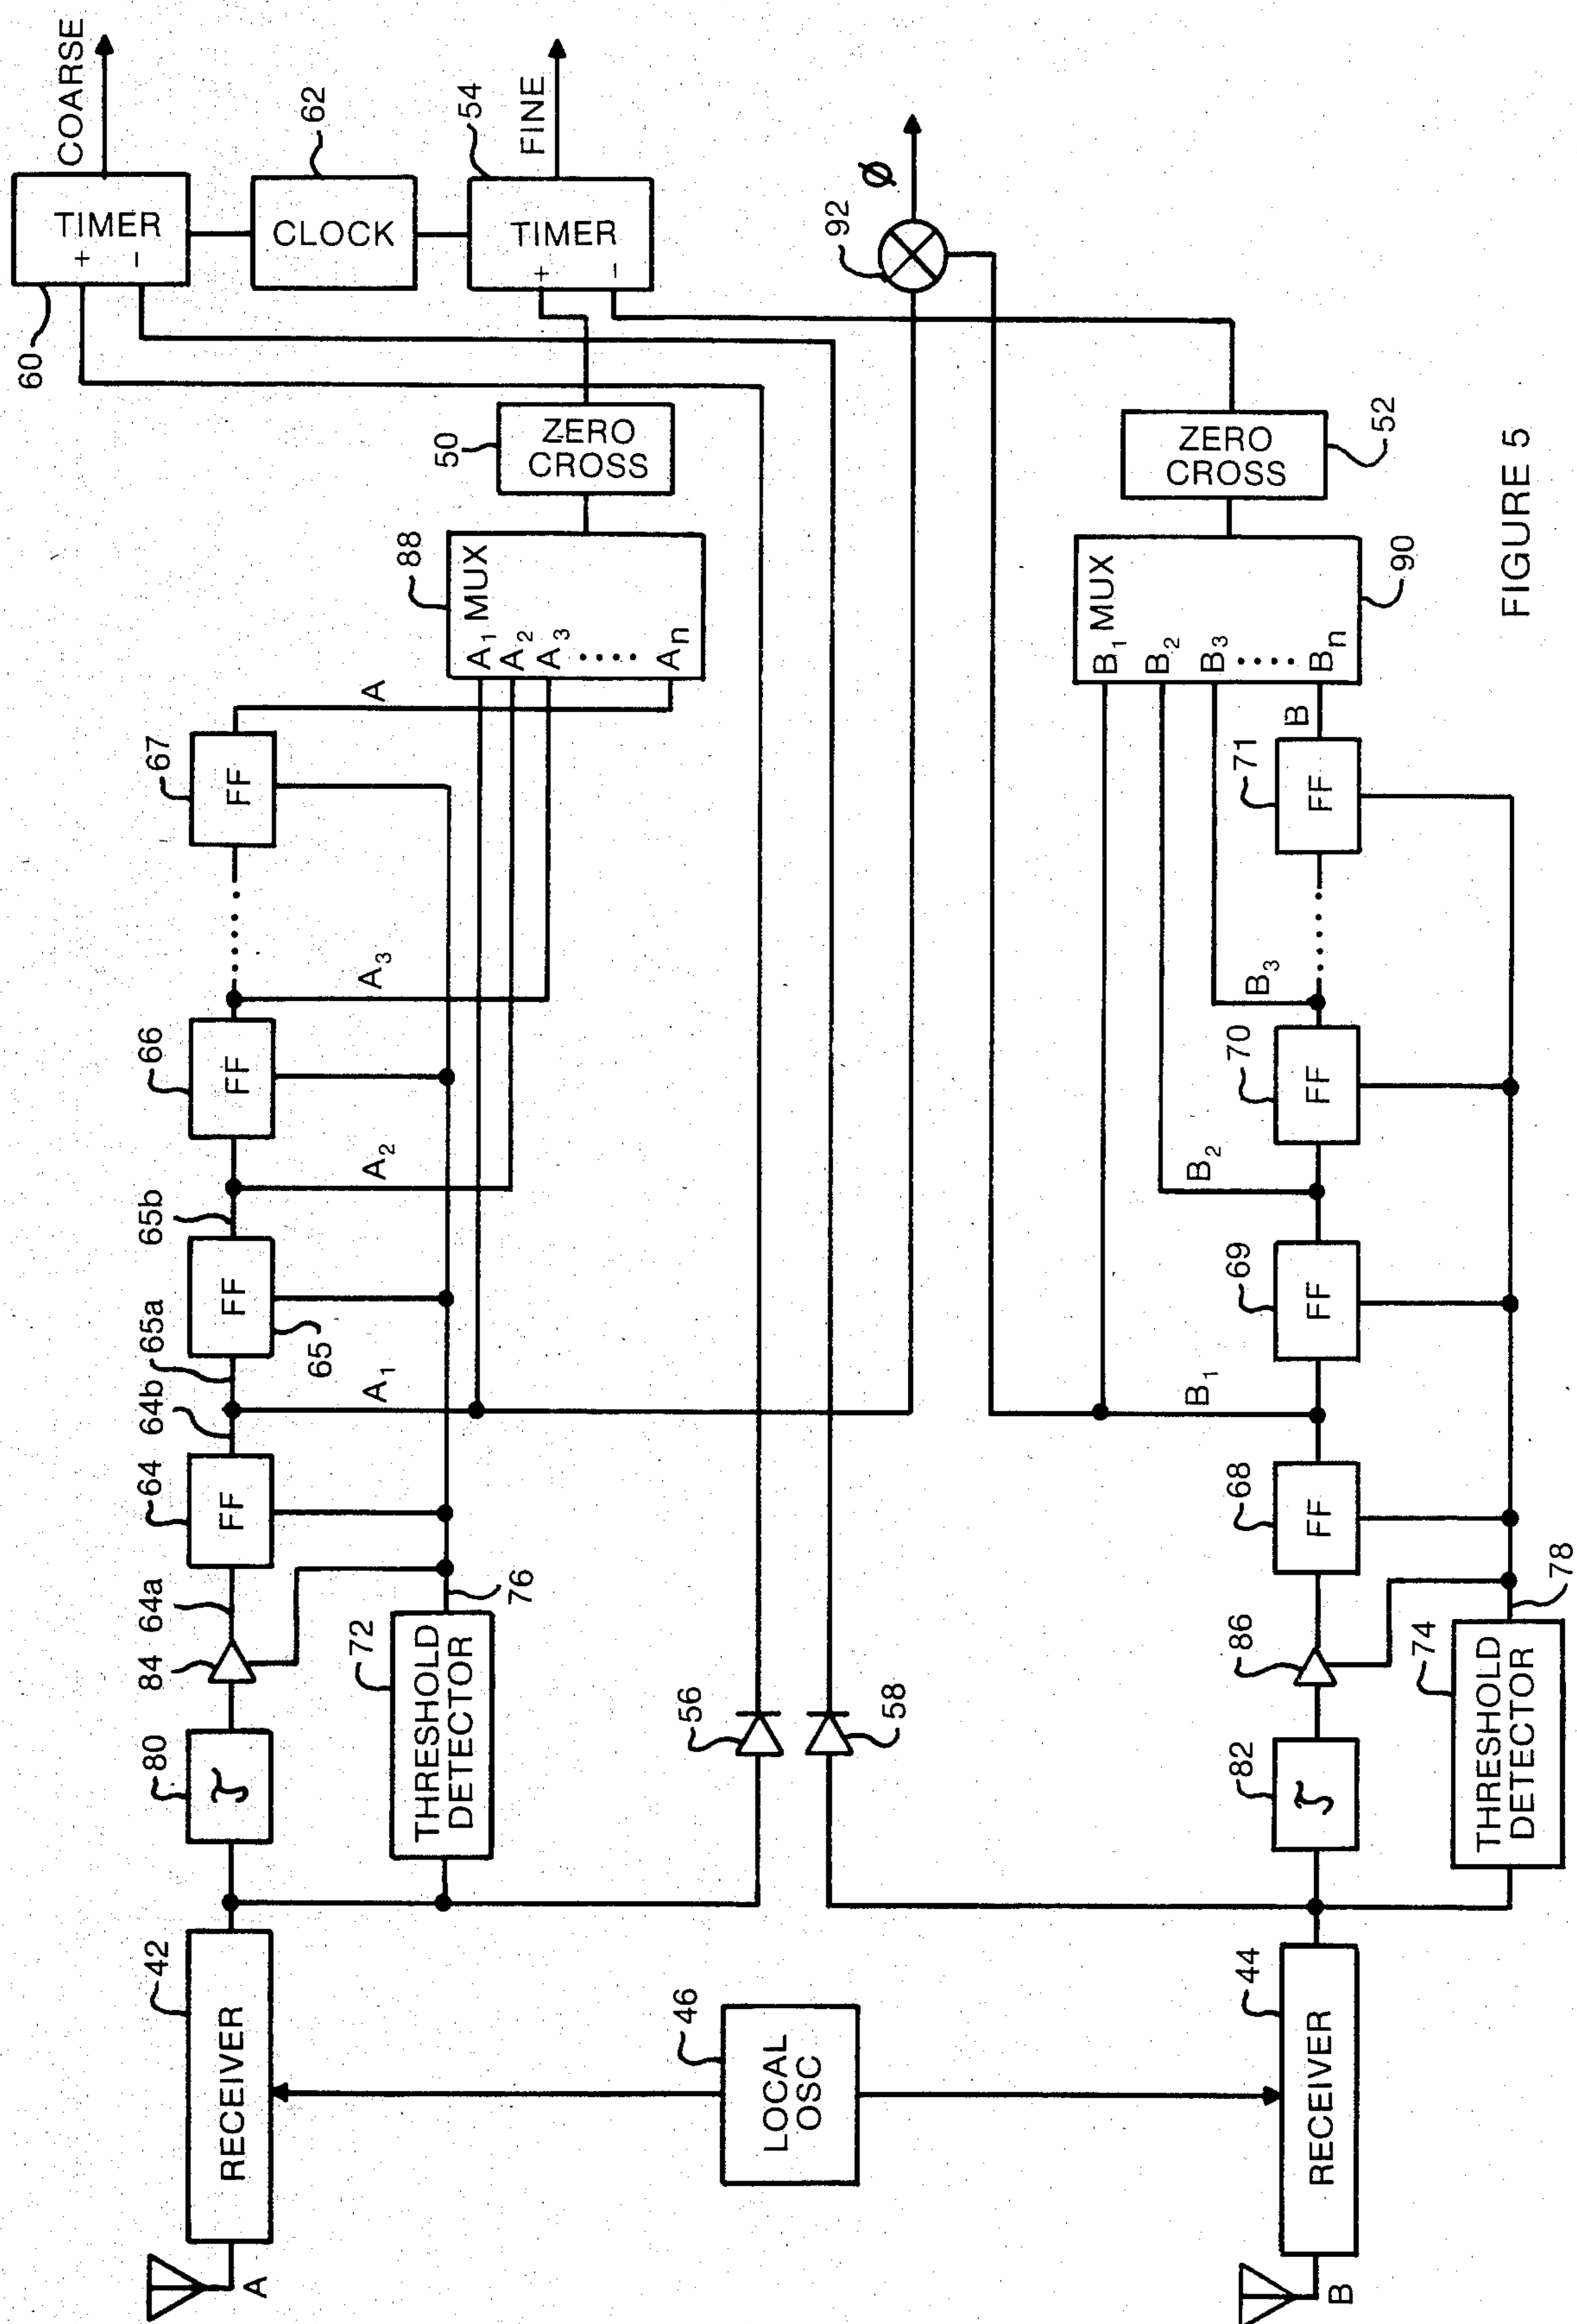 COARSE
TIMER
+
−
60
CLOCK
62
54
TIMER
+
−
FINE
92
Ø
67
FF
A
88
MUX
A₁
A₂
A₃
....
Aₙ
50
ZERO
CROSS
66
FF
A₃
A₂
65b
FF
65
65a
64b
A₁
64
FF
64a
84
80
72
THRESHOLD
DETECTOR
76
56
58
42
RECEIVER
A
46
LOCAL
OSC
44
RECEIVER
B
82
86
74
THRESHOLD
DETECTOR
78
68
FF
B₁
69
FF
B₂
70
FF
B₃
71
FF
B
MUX
B₁
B₂
B₃
....
Bₙ
90
ZERO
CROSS
52
FIGURE 5